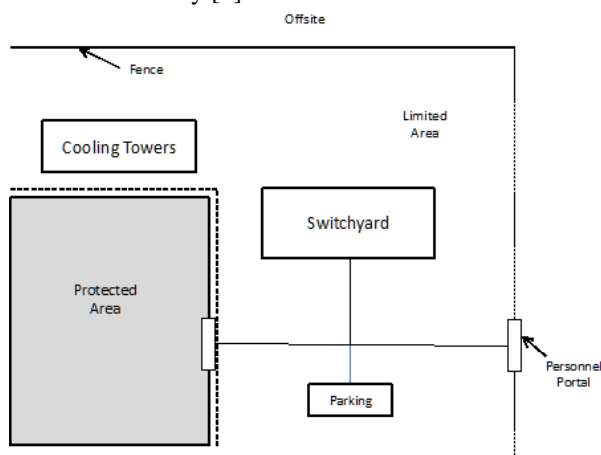 Offsite
Fence
Limited
Area
Cooling Towers
Switchyard
Protected
Area
Personnel
Portal
Parking